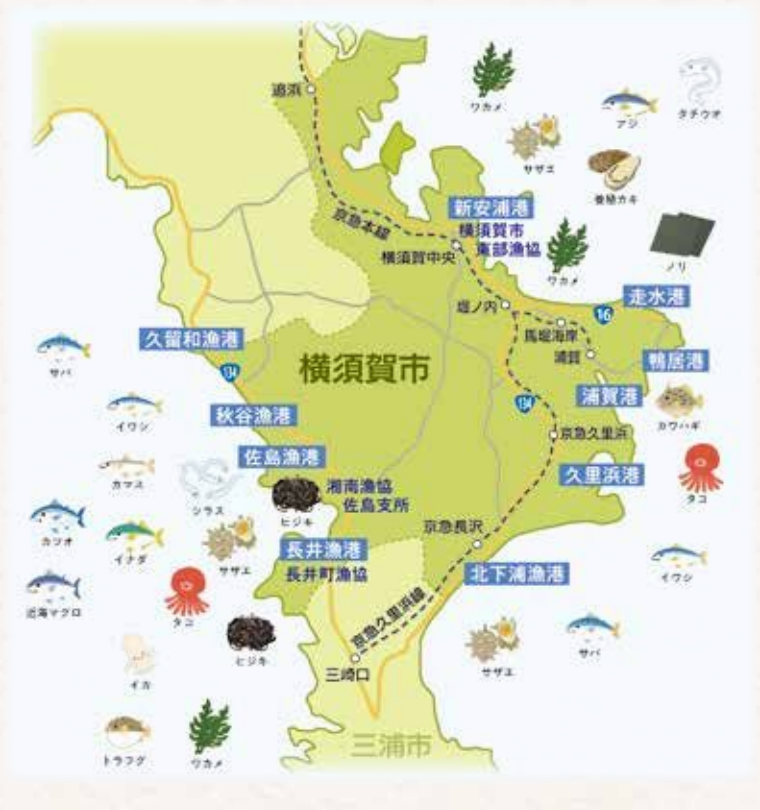 追浜
ワカメ
アジ
タチウオ
サザエ
養殖カキ
新安浦港
横須賀市
東部漁協
京急本線
横須賀中央
ワカメ
ノリ
堀ノ内
16
走水港
馬堀海岸
浦賀
鴨居港
久留和漁港
サバ
134
横須賀市
浦賀港
カワハギ
134
イワシ
秋谷漁港
京急久里浜
佐島漁港
久里浜港
タコ
カマス
シラス
ヒジキ
湘南漁協
佐島支所
カツオ
イナダ
サザエ
京急長沢
長井漁港
長井町漁協
北下浦漁港
イワシ
近海マグロ
タコ
京急久里浜線
ヒジキ
サザエ
サバ
イカ
三崎口
トラフグ
ワカメ
三浦市